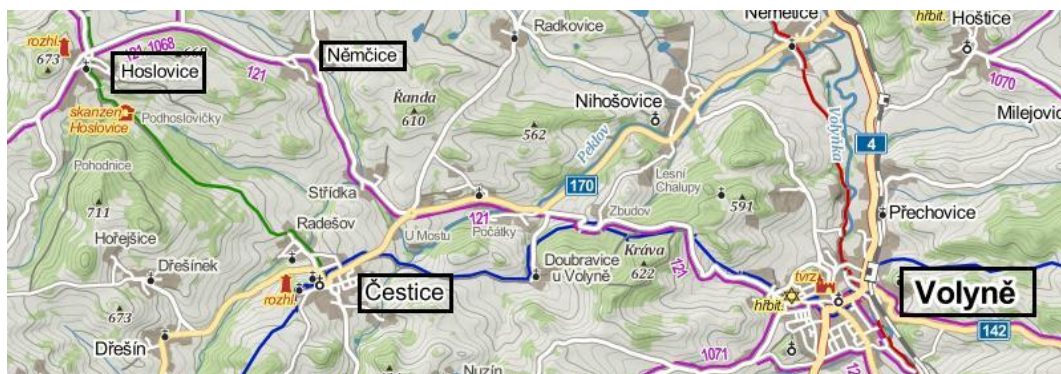 Radkovice
Němětice
hřbit.
Hoštice
rozhl.
673
121
1068
Hoslovice
Němčice
121
1070
skanzen
Hoslovice
Podhoslovičky
Řanda
610
562
Nihošovice
Milejovic
Peklov
Volyňka
4
Pohodnice
711
Střídka
170
Lesní
Chalupy
591
Přechovice
Radešov
U Mostu
121
Počátky
Zbudov
Hořejšice
Dřešínek
Kráva
622
121
Doubravice
u Volyně
rozhl.
Čestice
tvrz
hřbit.
Volyně
673
142
Dřešín
1071
Nuzín